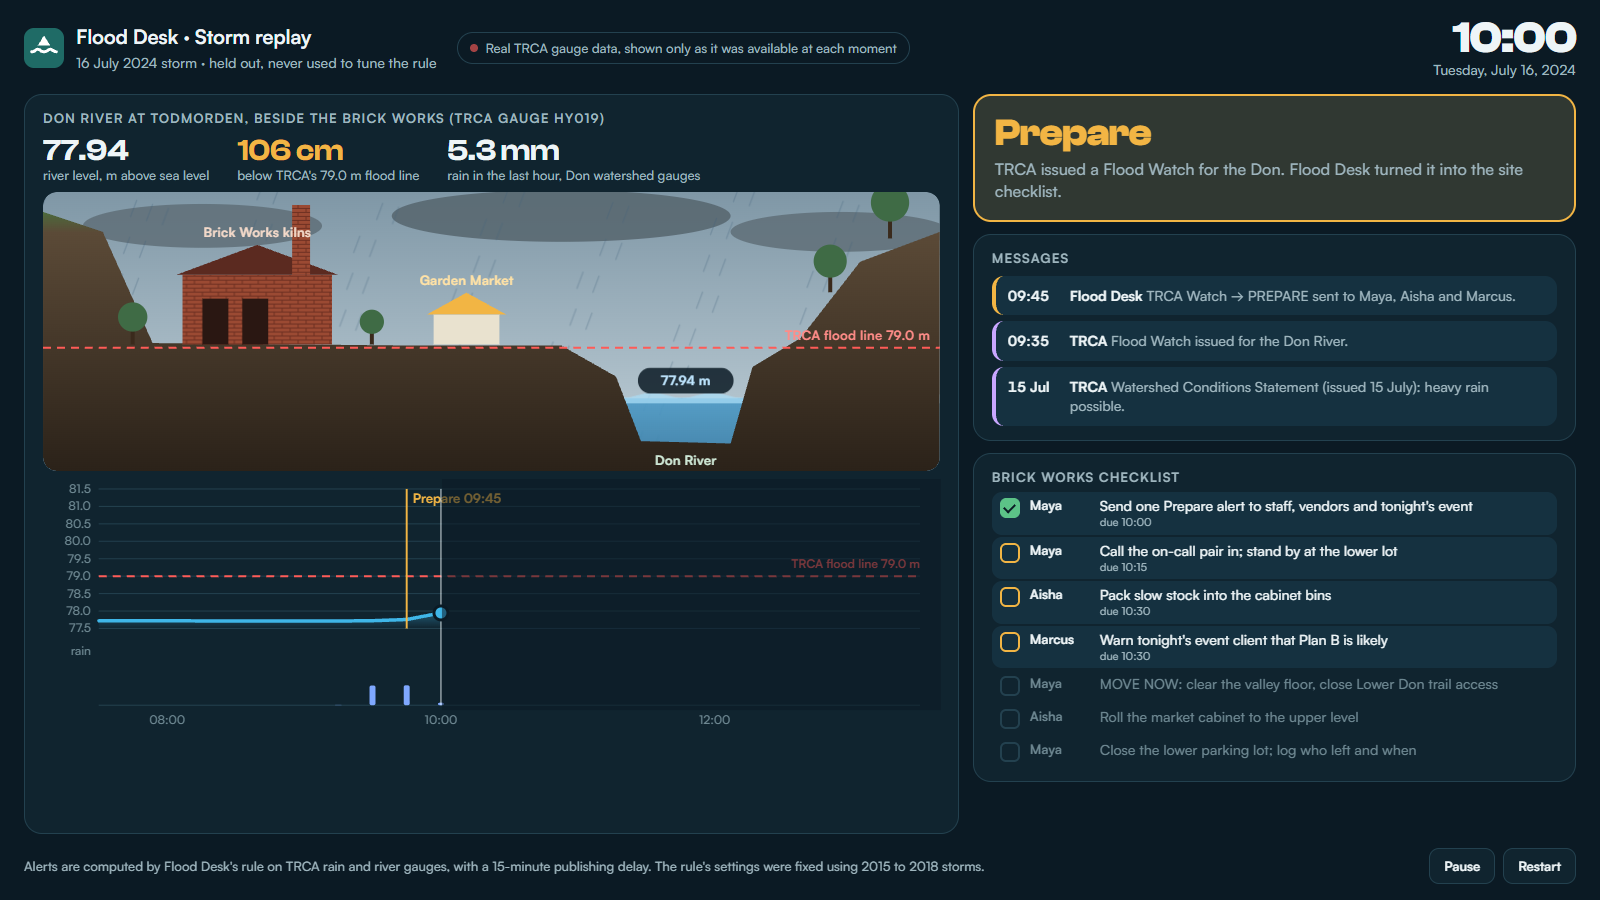 Flood Desk · Storm replay
16 July 2024 storm · held out, never used to tune the rule
Real TRCA gauge data, shown only as it was available at each moment
10:00
Tuesday, July 16, 2024
DON RIVER AT TODMORDEN, BESIDE THE BRICK WORKS (TRCA GAUGE HY019)
77.94
river level, m above sea level
106 cm
below TRCA's 79.0 m flood line
5.3 mm
rain in the last hour, Don watershed gauges
Brick Works kilns
Garden Market
TRCA flood line 79.0 m
77.94 m
Don River
81.5
81.0
80.5
80.0
79.5
79.0
78.5
78.0
77.5
rain
Prepare 09:45
TRCA flood line 79.0 m
08:00
10:00
12:00
Prepare
TRCA issued a Flood Watch for the Don. Flood Desk turned it into the site
checklist.
MESSAGES
09:45 Flood Desk TRCA Watch → PREPARE sent to Maya, Aisha and Marcus.
09:35 TRCA Flood Watch issued for the Don River.
15 Jul TRCA Watershed Conditions Statement (issued 15 July): heavy rain
possible.
BRICK WORKS CHECKLIST
Maya Send one Prepare alert to staff, vendors and tonight's event
due 10:00
Maya Call the on-call pair in; stand by at the lower lot
due 10:15
Aisha Pack slow stock into the cabinet bins
due 10:30
Marcus Warn tonight's event client that Plan B is likely
due 10:30
Maya MOVE NOW: clear the valley floor, close Lower Don trail access
Aisha Roll the market cabinet to the upper level
Maya Close the lower parking lot; log who left and when
Alerts are computed by Flood Desk's rule on TRCA rain and river gauges, with a 15-minute publishing delay. The rule's settings were fixed using 2015 to 2018 storms.
Pause
Restart